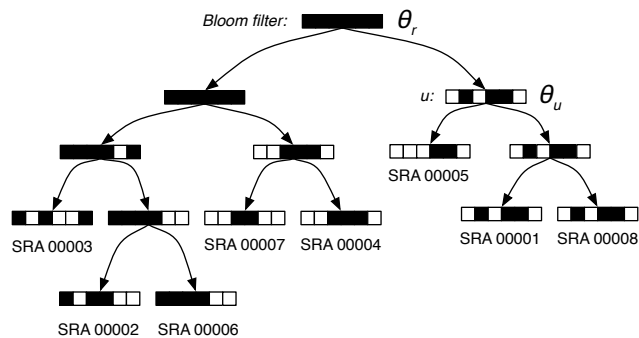 Bloom filter: θr
u: θu
SRA 00005
SRA 00003
SRA 00007
SRA 00004
SRA 00001
SRA 00008
SRA 00002
SRA 00006